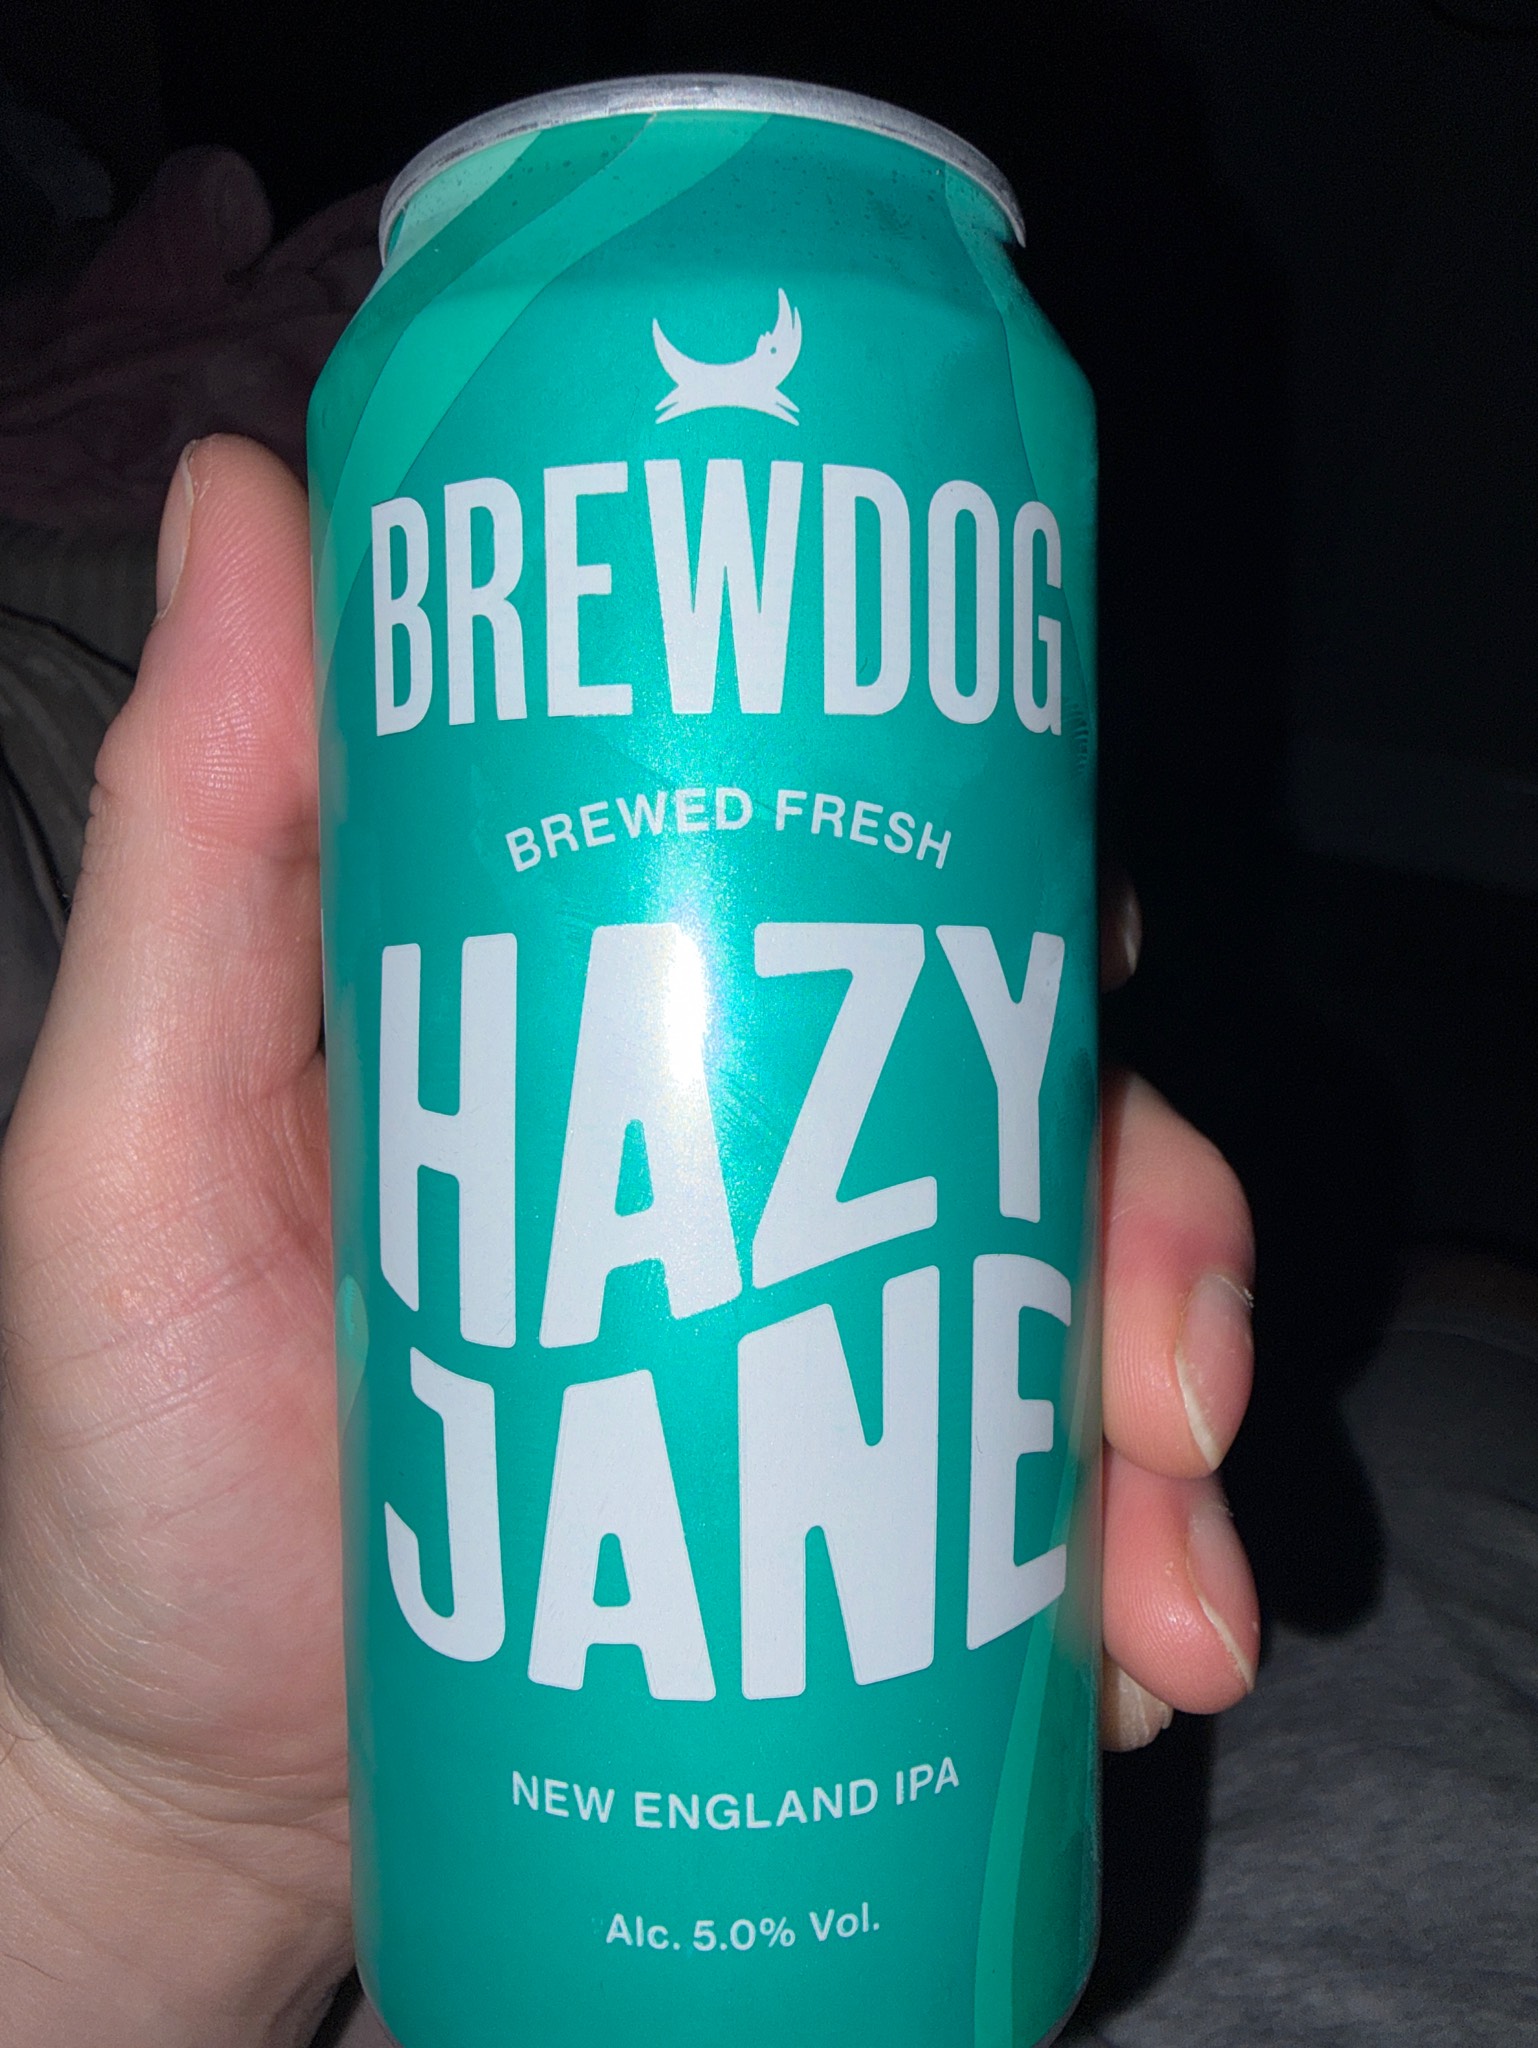 BREWDOG
BREWED FRESH
HAZY
JANE
NEW ENGLAND IPA
Alc. 5.0% Vol.